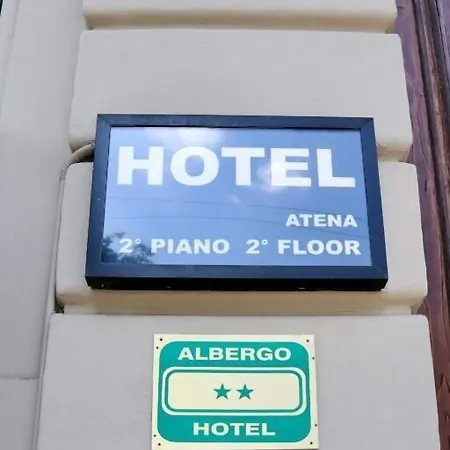 HOTEL
ATENA
2° PIANO 2° FLOOR
ALBERGO
★★
HOTEL